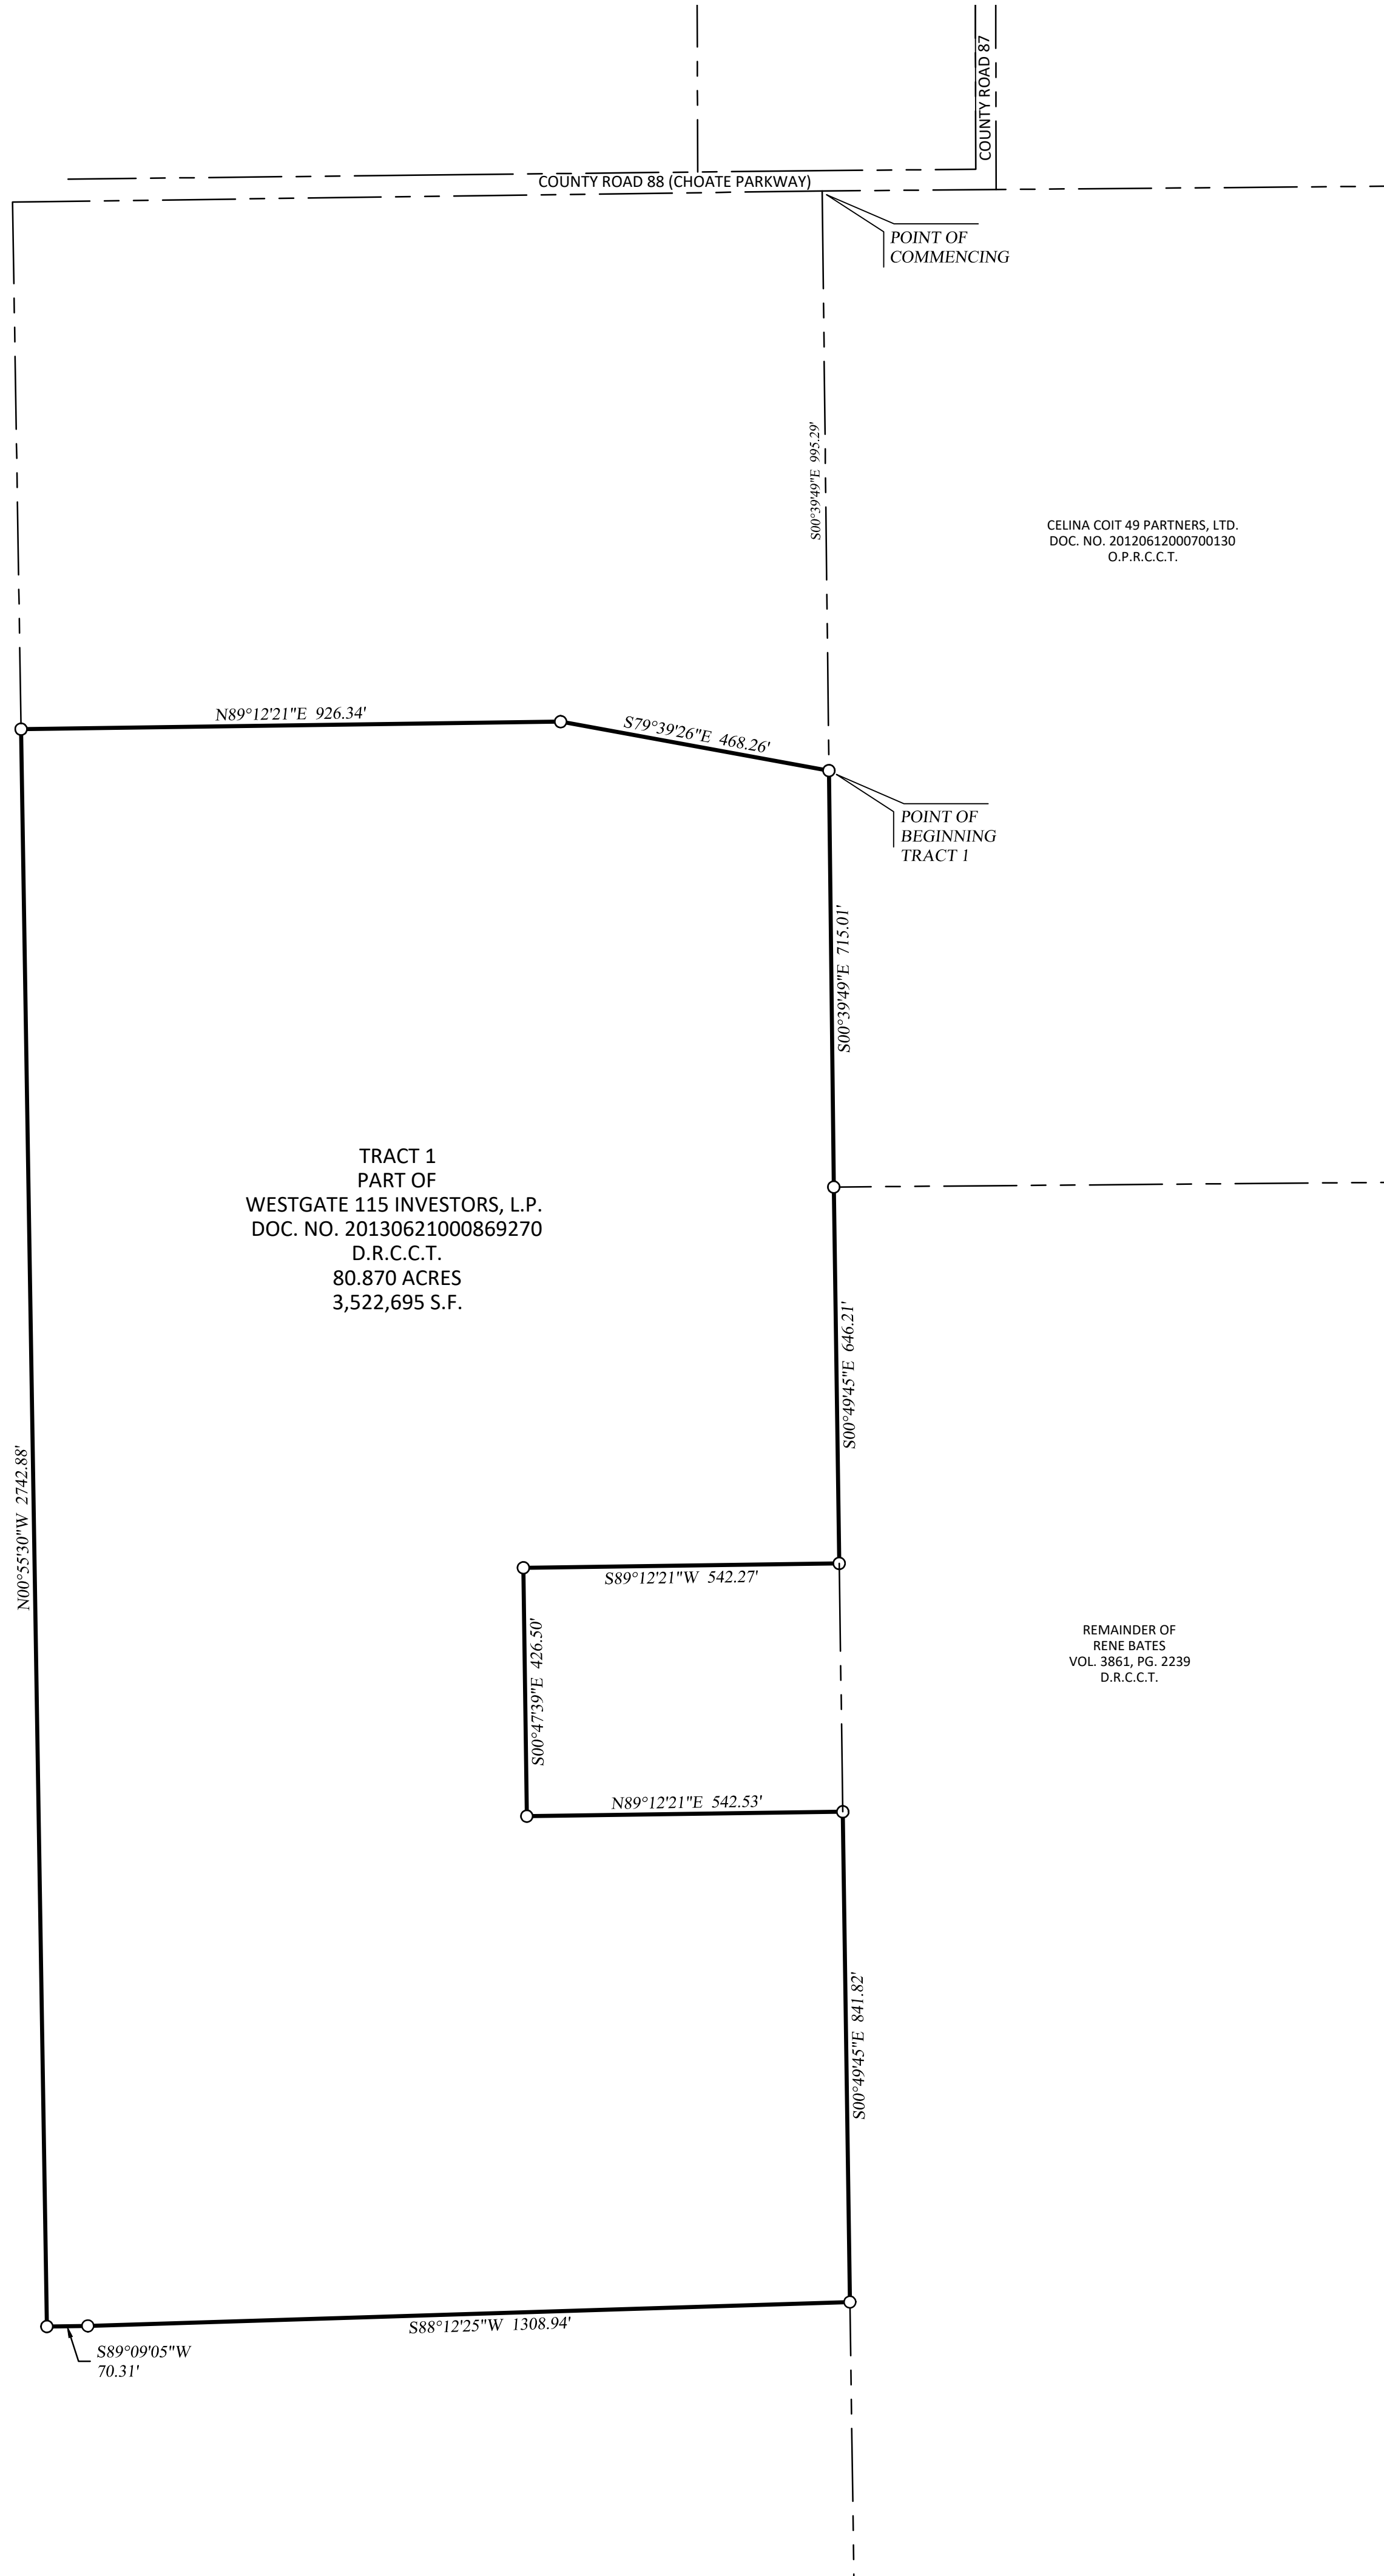 COUNTY ROAD 87
COUNTY ROAD 88 (CHOATE PARKWAY)
POINT OF
COMMENCING
S00°39'49"E 995.29'
CELINA COIT 49 PARTNERS, LTD.
DOC. NO. 20120612000700130
O.P.R.C.C.T.
N89°12'21"E 926.34'
S79°39'26"E 468.26'
POINT OF
BEGINNING
TRACT 1
S00°39'49"E 715.01'
TRACT 1
PART OF
WESTGATE 115 INVESTORS, L.P.
DOC. NO. 20130621000869270
D.R.C.C.T.
80.870 ACRES
3,522,695 S.F.
S00°49'45"E 646.21'
N00°55'30"W 2742.88'
S89°12'21"W 542.27'
S00°47'39"E 426.50'
REMAINDER OF
RENE BATES
VOL. 3861, PG. 2239
D.R.C.C.T.
N89°12'21"E 542.53'
S00°49'45"E 841.82'
S88°12'25"W 1308.94'
S89°09'05"W
70.31'